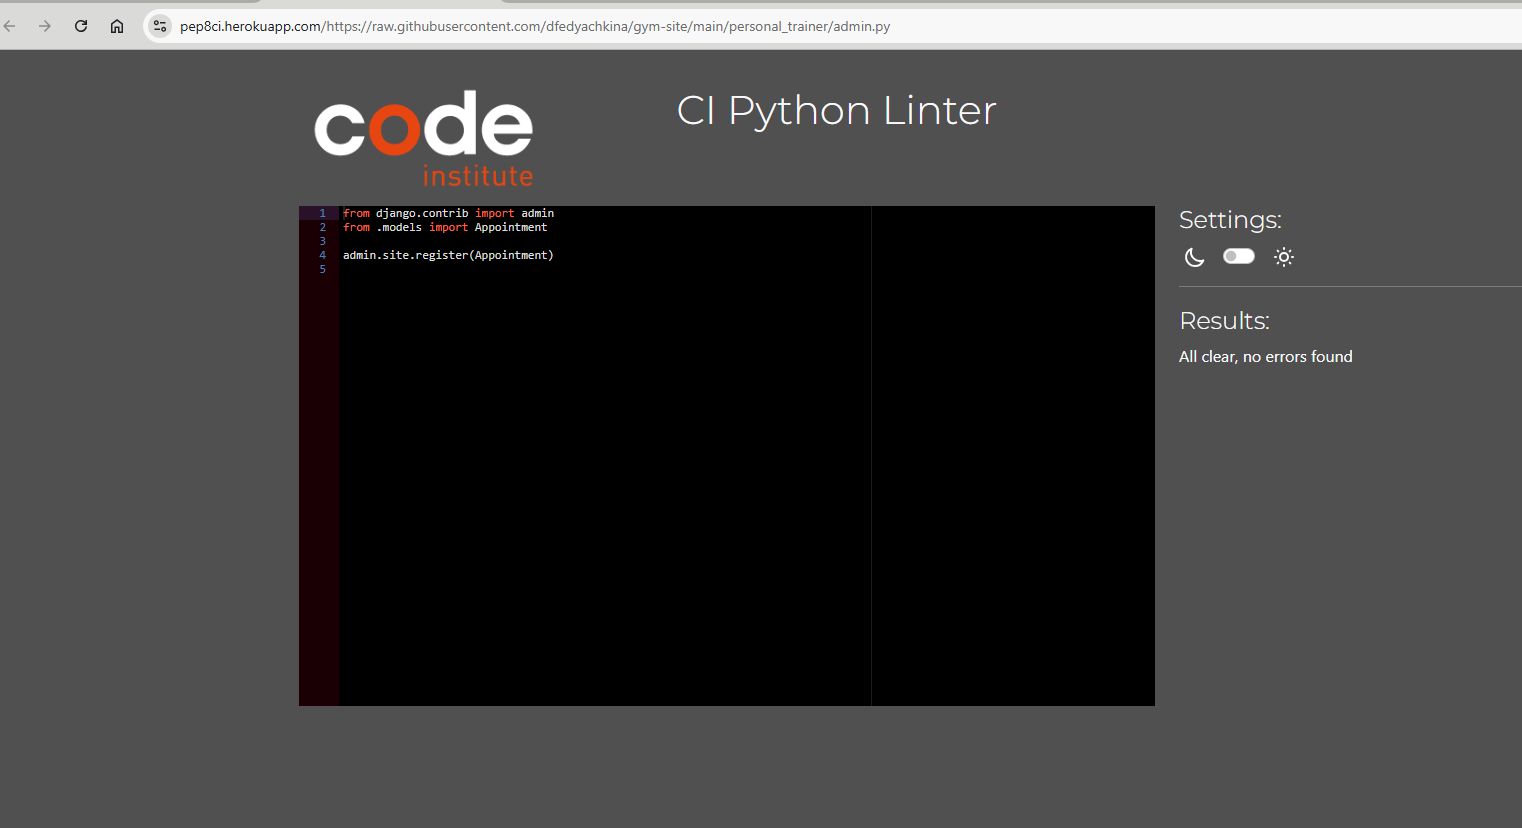 pep8ci.herokuapp.com/https://raw.githubusercontent.com/dfedyachkina/gym-site/main/personal_trainer/admin.py
code
institute
CI Python Linter
1 from django.contrib import admin
2 from .models import Appointment
3
4 admin.site.register(Appointment)
5
Settings:
Results:
All clear, no errors found